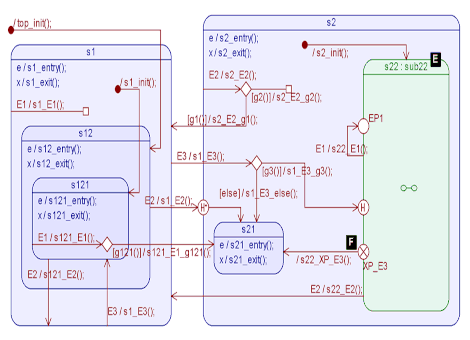 / top_init();
s1
e / s1_entry();
x / s1_exit();
E1 / s1_E1();
/ s1_init();
s12
e / s12_entry();
x / s12_exit();
s121
e / s121_entry();
x / s121_exit();
E1 / s121_E1();
[g121()] / s121_E1_g121();
E2 / s121_E2();
E3 / s1_E3();
E2 / s1_E2();
s2
e / s2_entry();
x / s2_exit();
/ s2_init();
E2 / s2_E2();
[g2()] / s2_E2_g2();
[g1()] / s2_E2_g1();
E3 / s1_E3();
[g3()] / s1_E3_g3();
[else] / s1_E3_else();
H*
s21
e / s21_entry();
x / s21_exit();
E
s22 : sub22
EP1
E1 / s22_E1();
H
F
XP_E3
/ s22_XP_E3();
E2 / s22_E2();